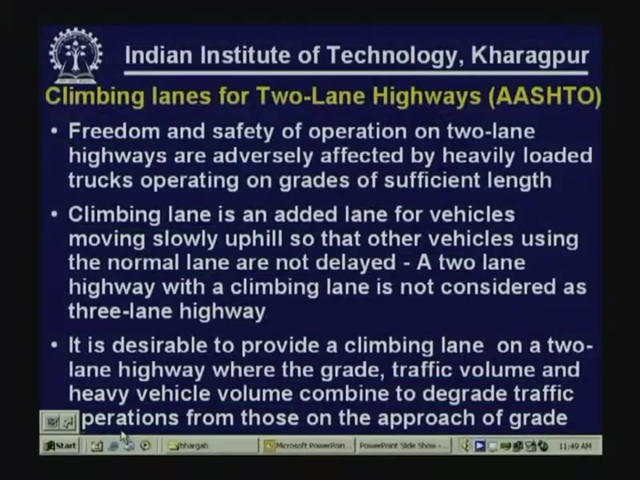 Indian Institute of Technology, Kharagpur
Climbing lanes for Two-Lane Highways (AASHTO)
• Freedom and safety of operation on two-lane
highways are adversely affected by heavily loaded
trucks operating on grades of sufficient length
• Climbing lane is an added lane for vehicles
moving slowly uphill so that other vehicles using
the normal lane are not delayed - A two lane
highway with a climbing lane is not considered as
three-lane highway
• It is desirable to provide a climbing lane on a two-
lane highway where the grade, traffic volume and
heavy vehicle volume combine to degrade traffic
perations from those on the approach of grade
Start bhargab Microsoft PowerPoin... PowerPoint Slide Show -... 11:49 AM